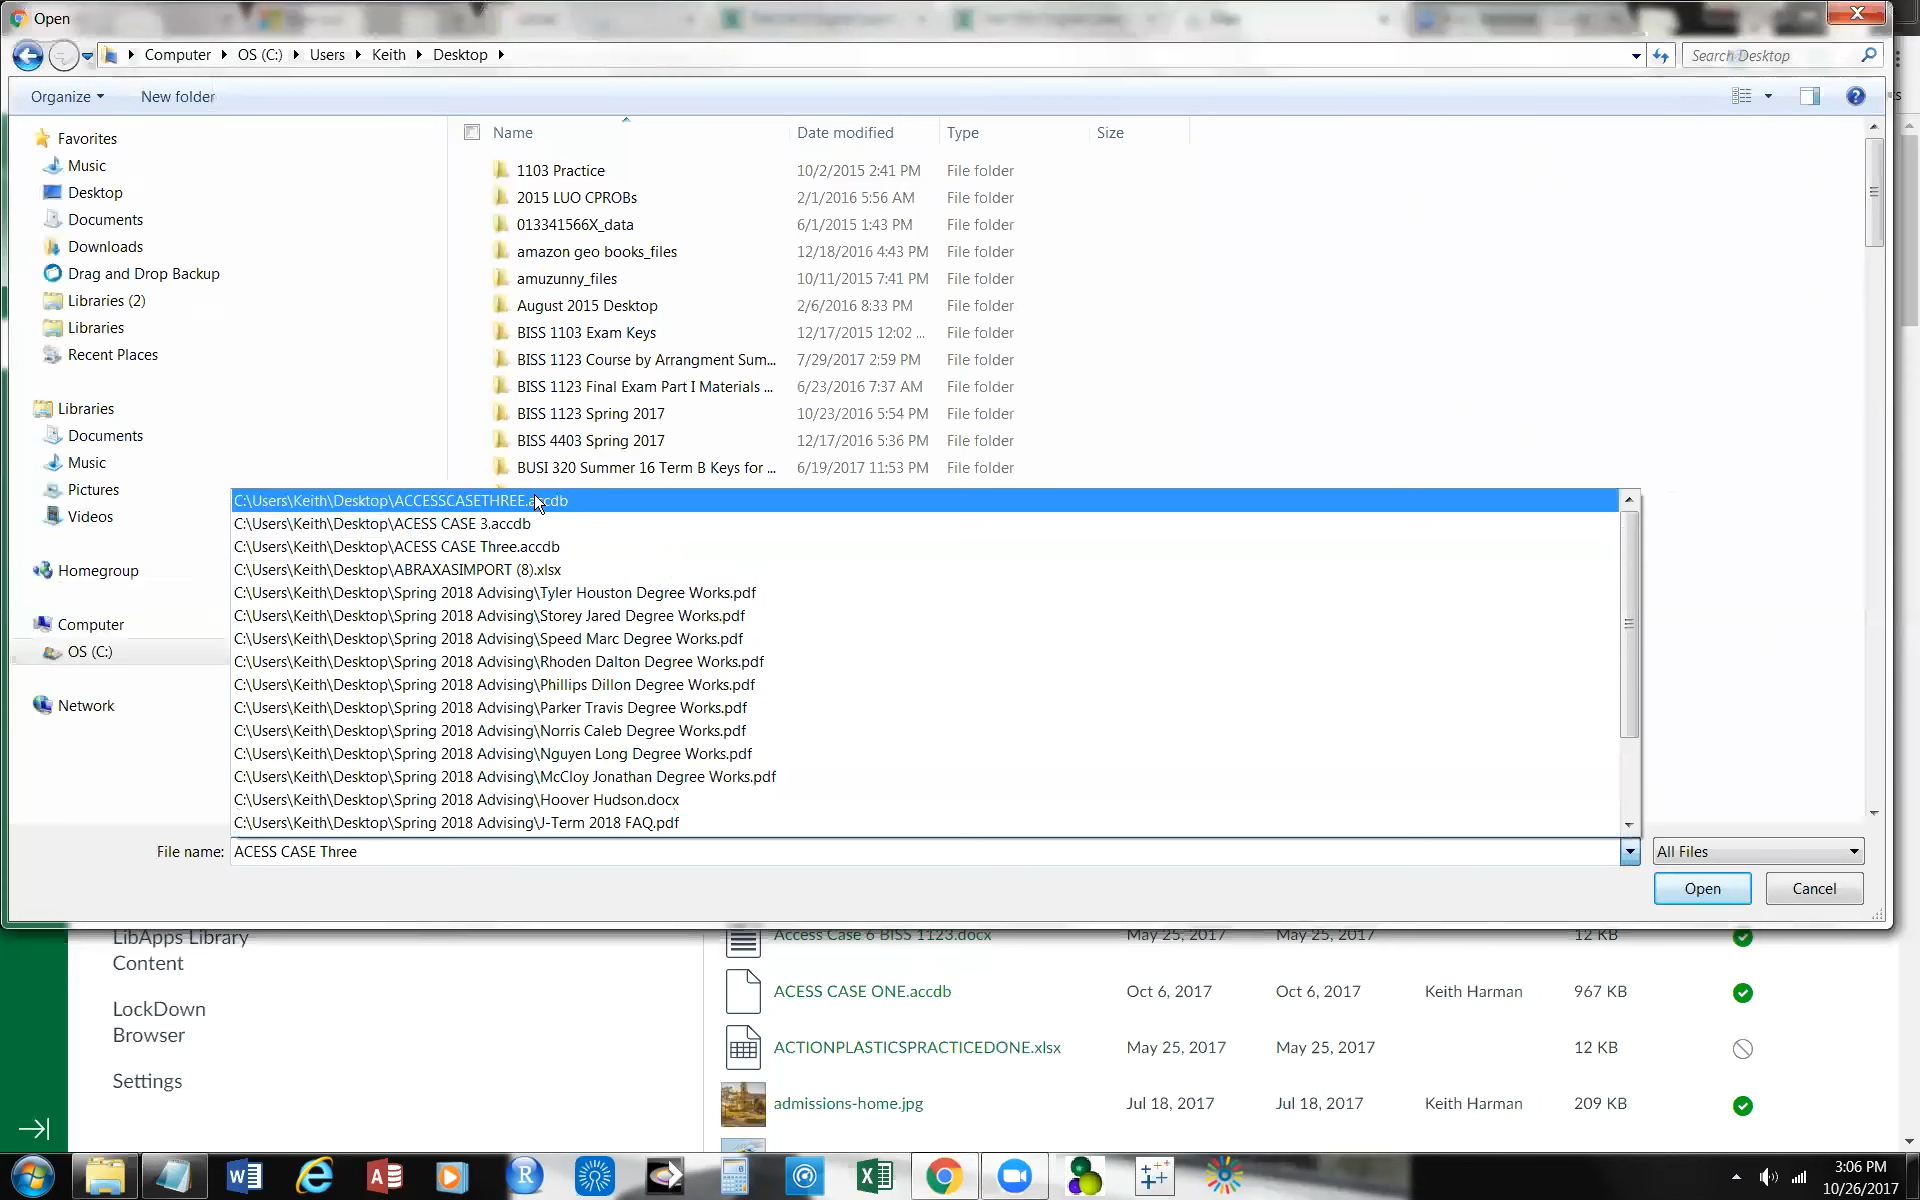 Open
Computer OS (C:) Users Keith Desktop
Search Desktop
Organize New folder
Name Date modified Type Size
Favorites
Music
Desktop
Documents
Downloads
Drag and Drop Backup
Libraries (2)
Libraries
Recent Places
Libraries
Documents
Music
Pictures
Videos
Homegroup
Computer
OS (C:)
Network
1103 Practice 10/2/2015 2:41 PM File folder
2015 LUO CPROBs 2/1/2016 5:56 AM File folder
013341566X_data 6/1/2015 1:43 PM File folder
amazon geo books_files 12/18/2016 4:43 PM File folder
amuzunny_files 10/11/2015 7:41 PM File folder
August 2015 Desktop 2/6/2016 8:33 PM File folder
BISS 1103 Exam Keys 12/17/2015 12:02 ... File folder
BISS 1123 Course by Arrangment Sum... 7/29/2017 2:59 PM File folder
BISS 1123 Final Exam Part I Materials ... 6/23/2016 7:37 AM File folder
BISS 1123 Spring 2017 10/23/2016 5:54 PM File folder
BISS 4403 Spring 2017 12/17/2016 5:36 PM File folder
BUSI 320 Summer 16 Term B Keys for ... 6/19/2017 11:53 PM File folder
C:\Users\Keith\Desktop\ACCESSCASETHREE.accdb
C:\Users\Keith\Desktop\ACESS CASE 3.accdb
C:\Users\Keith\Desktop\ACESS CASE Three.accdb
C:\Users\Keith\Desktop\ABRAXASIMPORT (8).xlsx
C:\Users\Keith\Desktop\Spring 2018 Advising\Tyler Houston Degree Works.pdf
C:\Users\Keith\Desktop\Spring 2018 Advising\Storey Jared Degree Works.pdf
C:\Users\Keith\Desktop\Spring 2018 Advising\Speed Marc Degree Works.pdf
C:\Users\Keith\Desktop\Spring 2018 Advising\Rhoden Dalton Degree Works.pdf
C:\Users\Keith\Desktop\Spring 2018 Advising\Phillips Dillon Degree Works.pdf
C:\Users\Keith\Desktop\Spring 2018 Advising\Parker Travis Degree Works.pdf
C:\Users\Keith\Desktop\Spring 2018 Advising\Norris Caleb Degree Works.pdf
C:\Users\Keith\Desktop\Spring 2018 Advising\Nguyen Long Degree Works.pdf
C:\Users\Keith\Desktop\Spring 2018 Advising\McCloy Jonathan Degree Works.pdf
C:\Users\Keith\Desktop\Spring 2018 Advising\Hoover Hudson.docx
C:\Users\Keith\Desktop\Spring 2018 Advising\J-Term 2018 FAQ.pdf
File name: ACESS CASE Three All Files
Open Cancel
LibApps Library
Content
LockDown
Browser
Settings
Access Case 6 BISS 1123.docx May 25, 2017 May 25, 2017 12 KB
ACESS CASE ONE.accdb Oct 6, 2017 Oct 6, 2017 Keith Harman 967 KB
ACTIONPLASTICSPRACTICEDONE.xlsx May 25, 2017 May 25, 2017 12 KB
admissions-home.jpg Jul 18, 2017 Jul 18, 2017 Keith Harman 209 KB
3:06 PM
10/26/2017